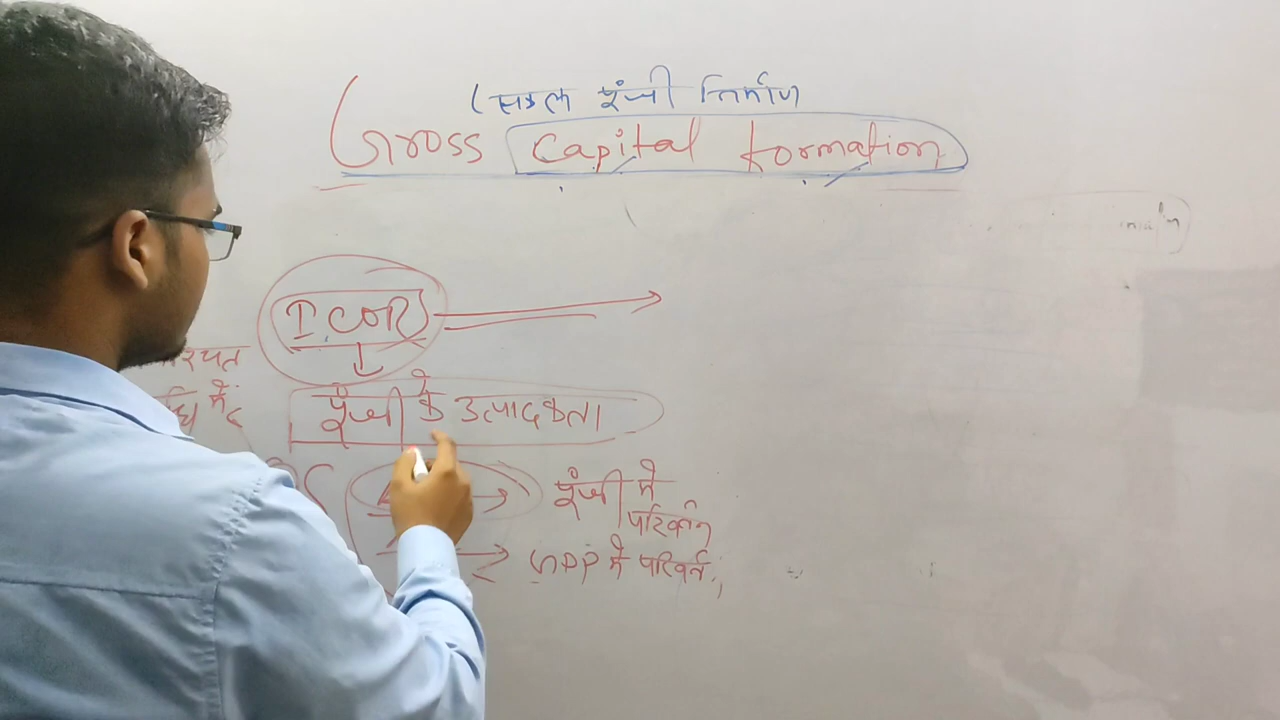 (सकल पूंजी निर्माण
Gross Capital formation
ICOR
पूँजी के उत्पादकता
में
पूंजी में
परिवर्तन
GDP में परिवर्तन